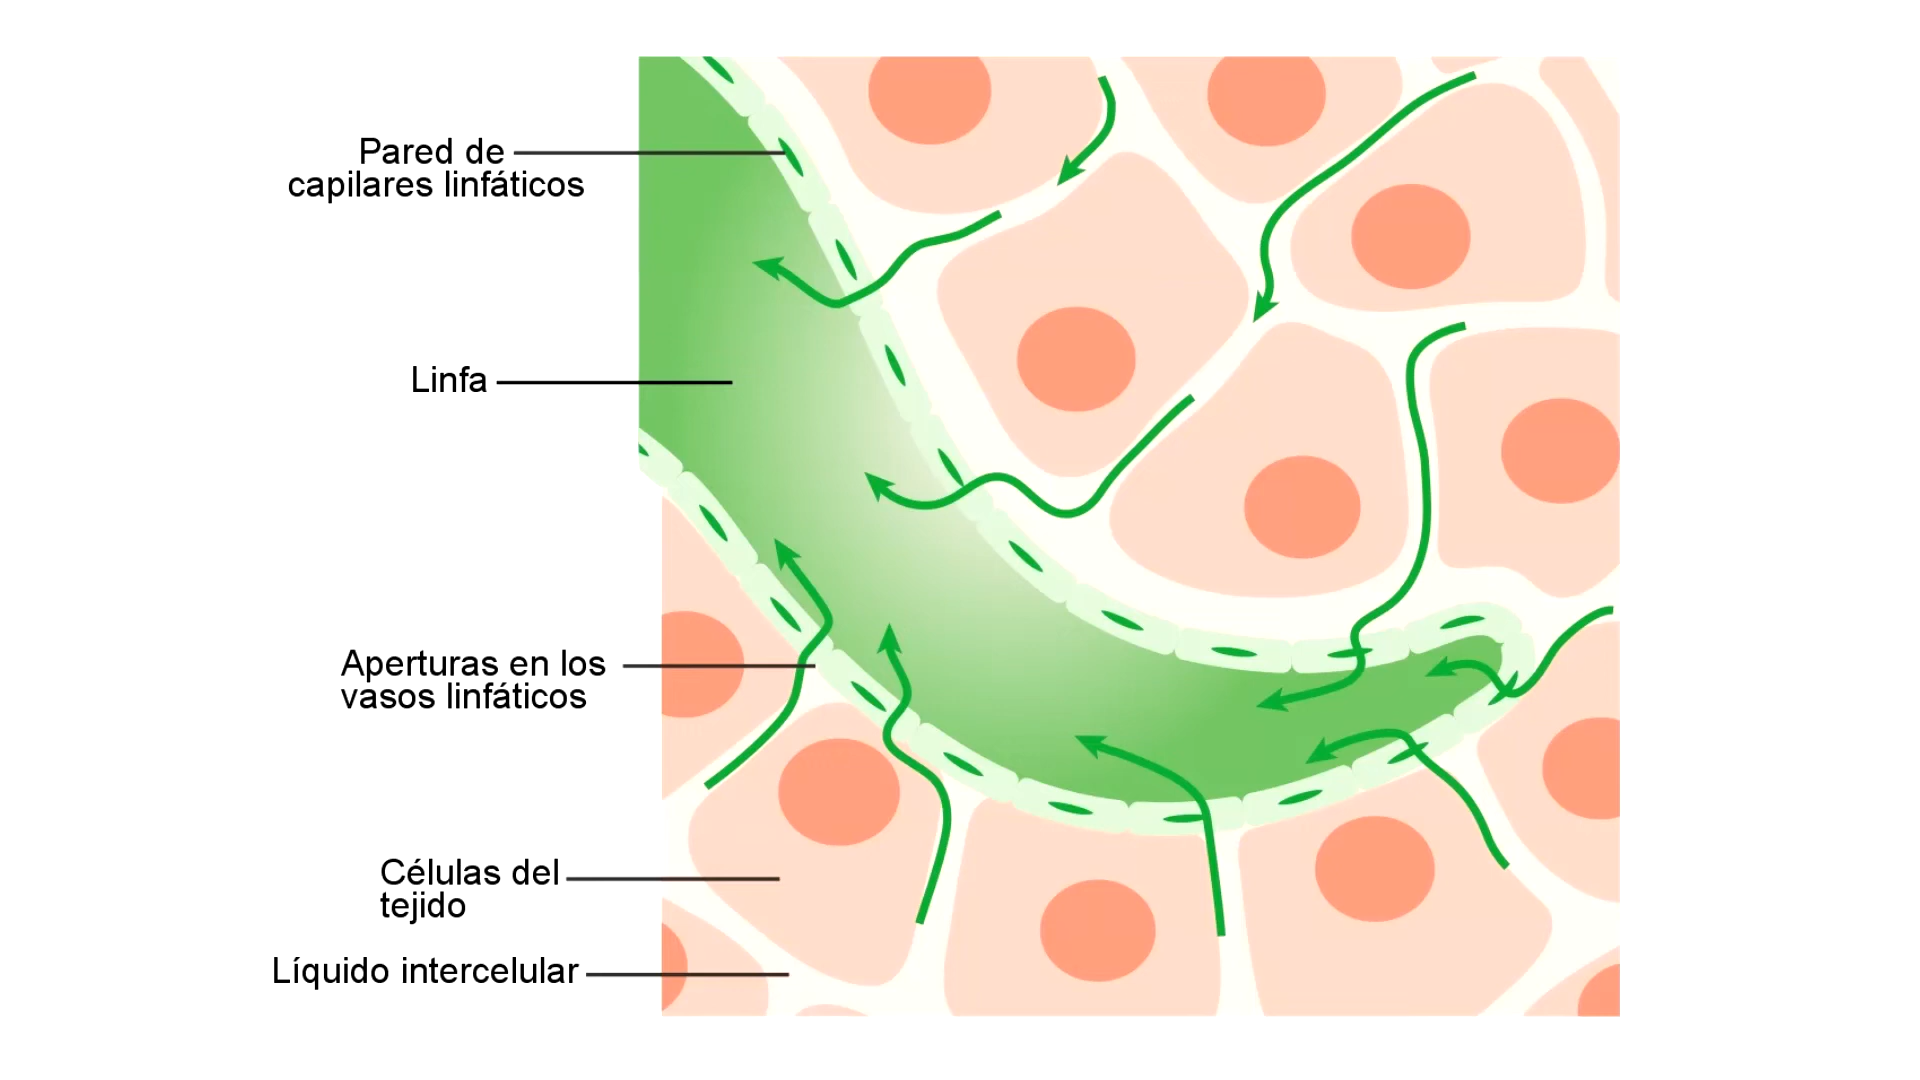 Pared de
capilares linfáticos
Linfa
Aperturas en los
vasos linfáticos
Células del
tejido
Líquido intercelular